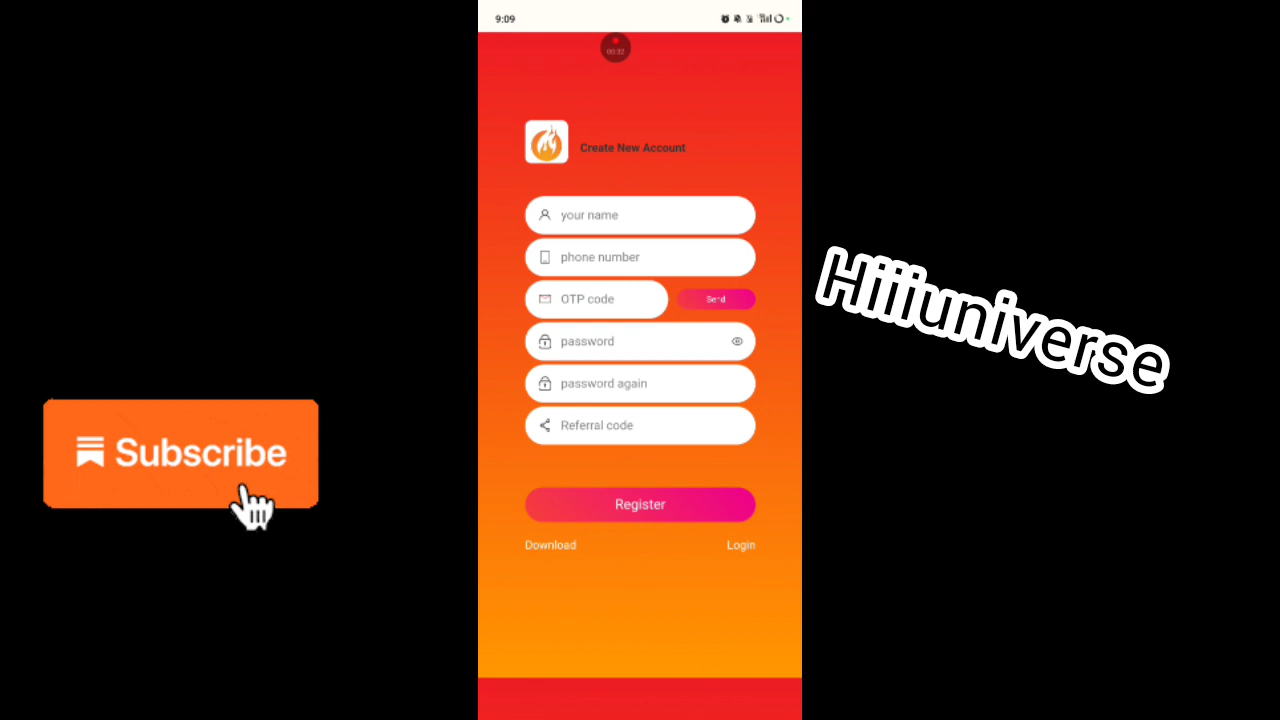 9:09
00:32
Create New Account
your name
phone number
OTP code
Send
password
password again
Referral code
Register
Download
Login
Subscribe
Hiiiuniverse